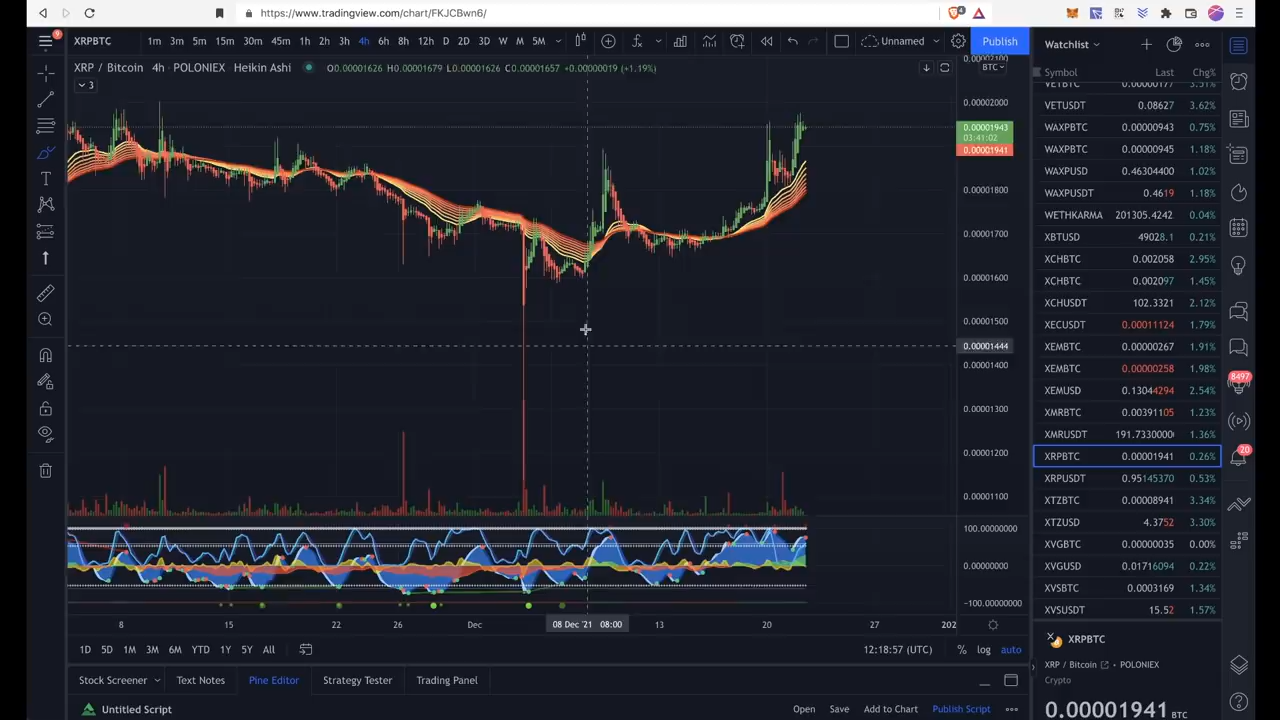 https://www.tradingview.com/chart/FKJCBwn6/
4
9
XRPBTC 1m 3m 5m 15m 30m 45m 1h 2h 3h 4h 6h 8h 12h D 2D 3D W M 5M Unnamed Publish
Watchlist
XRP / Bitcoin 4h POLONIEX Heikin Ashi O0.00001626 H0.00001679 L0.00001626 C0.00001657 +0.00000019 (+1.19%)
BTC
3
0.00002000
0.00001943
03:41:02
0.00001941
0.00001800
0.00001700
0.00001600
0.00001500
0.00001444
0.00001400
0.00001300
0.00001200
0.00001100
100.00000000
0.00000000
-100.00000000
8 15 22 26 Dec 08 Dec '21 08:00 13 20 27 202
1D 5D 1M 3M 6M YTD 1Y 5Y All 12:18:57 (UTC) % log auto
Stock Screener Text Notes Pine Editor Strategy Tester Trading Panel
Untitled Script Open Save Add to Chart Publish Script
Symbol Last Chg%
VETUSDT 0.08627 3.62%
WAXPBTC 0.00000943 0.75%
WAXPBTC 0.00000945 1.18%
WAXPUSD 0.46304400 1.02%
WAXPUSDT 0.4619 1.18%
WETHKARMA 201305.4242 0.04%
XBTUSD 49028.1 0.21%
XCHBTC 0.002058 2.95%
XCHBTC 0.002097 1.45%
XCHUSDT 102.3321 2.12%
XECUSDT 0.00011124 1.79%
XEMBTC 0.00000267 1.91%
XEMBTC 0.00000258 1.98%
XEMUSD 0.13044294 2.54%
XMRBTC 0.00391105 1.23%
XMRUSDT 191.7330000 1.36%
XRPBTC 0.00001941 0.26%
XRPUSDT 0.95145370 0.53%
XTZBTC 0.00008941 3.34%
XTZUSD 4.3752 3.30%
XVGBTC 0.00000035 0.00%
XVGUSD 0.01716094 0.22%
XVSBTC 0.0003169 1.34%
XVSUSDT 15.52 1.57%
XRPBTC
XRP / Bitcoin POLONIEX
Crypto
0.00001941 BTC
8497
20